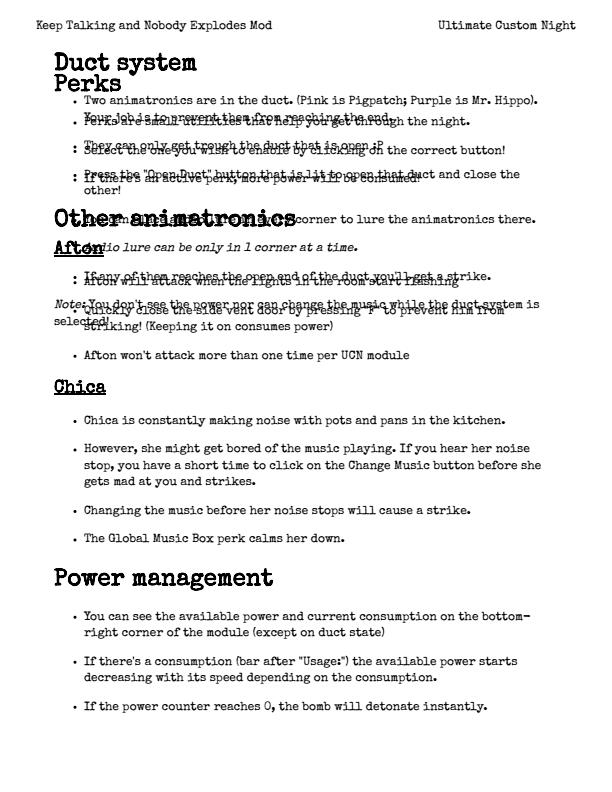 Keep Talking and Nobody Explodes Mod
Ultimate Custom Night
Duct system
Perks
• Two animatronics are in the duct. (Pink is Pigpatch; Purple is Mr. Hippo).
• Your job is to prevent them from reaching the end.
• Perks are small utilities that help you get through the night.
• They can only get trough the duct that is open :P
• Select the one you to enable by clicking on the correct button!
• Press the "Open Duct" button that is lit to open that duct and close the
other!
• If there's an active perk, more power will be consumed!
Other animatronics
• You can place audio lure every corner to lure the animatronics there.
Afton
Audio lure can be only in 1 corner at a time.
• If any of them reaches the open end of the duct you'll get a strike.
• Afton will attack when the lights in the room start flashing
Note: You don't see the power nor can change the music while the duct system is
selected!
• Quickly close the side vent door by pressing "F" to prevent him from
striking! (Keeping it on consumes power)
• Afton won't attack more than one time per UCN module
Chica
• Chica is constantly making noise with pots and pans in the kitchen.
• However, she might get bored of the music playing. If you hear her noise
stop, you have a short time to click on the Change Music button before she
gets mad at you and strikes.
• Changing the music before her noise stops will cause a strike.
• The Global Music Box perk calms her down.
Power management
• You can see the available power and current consumption on the bottom-
right corner of the module (except on duct state)
• If there's a consumption (bar after "Usage:") the available power starts
decreasing with its speed depending on the consumption.
• If the power counter reaches 0, the bomb will detonate instantly.